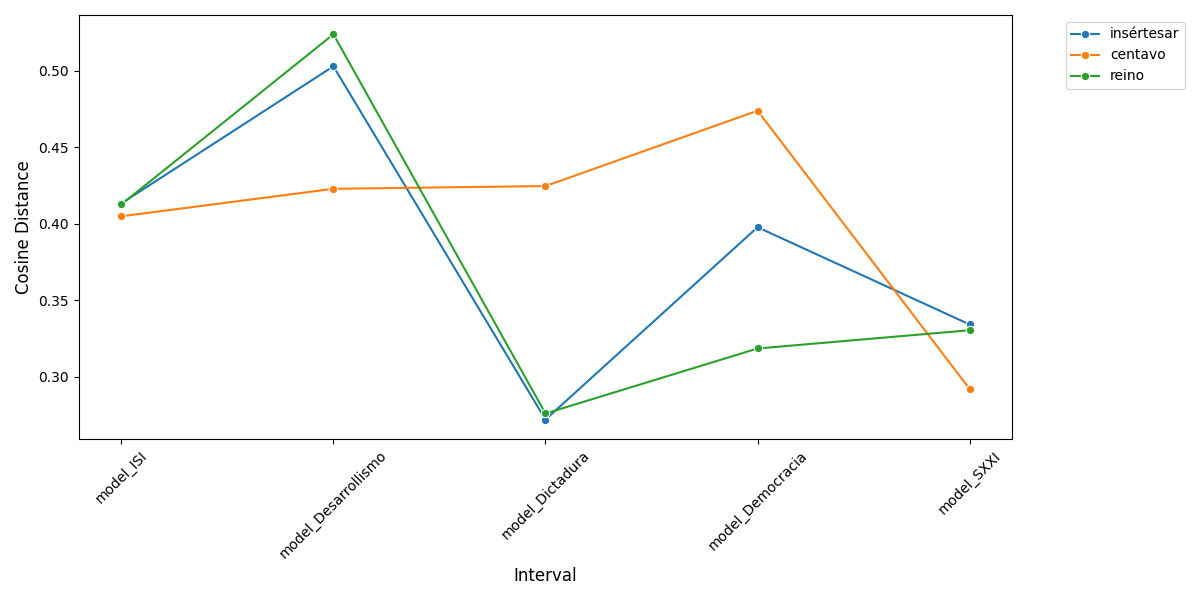 insértesar
centavo
reino
Cosine Distance
0.50
0.45
0.40
0.35
0.30
model_ISI
model_Desarrollismo
model_Dictadura
model_Democracia
model_SXXI
Interval